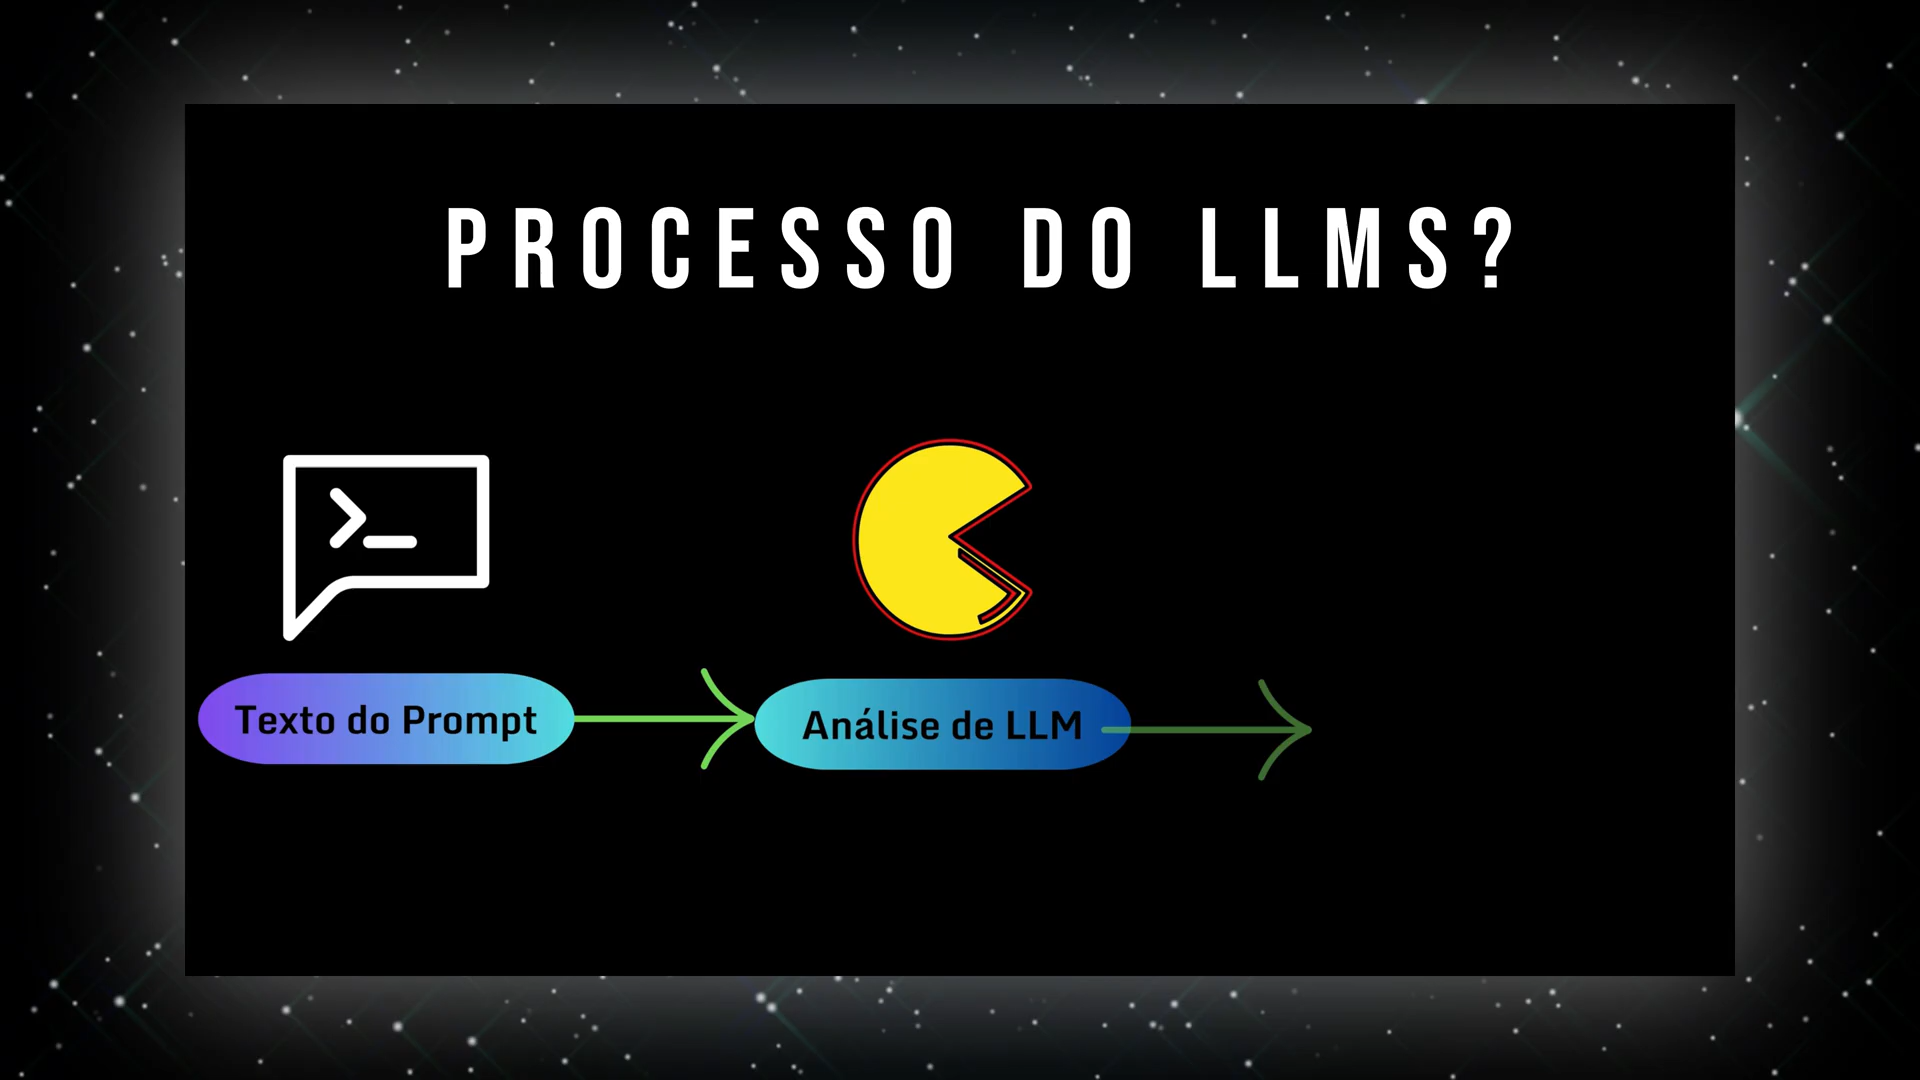 PROCESSO DO LLMS?
>_
Texto do Prompt
Análise de LLM